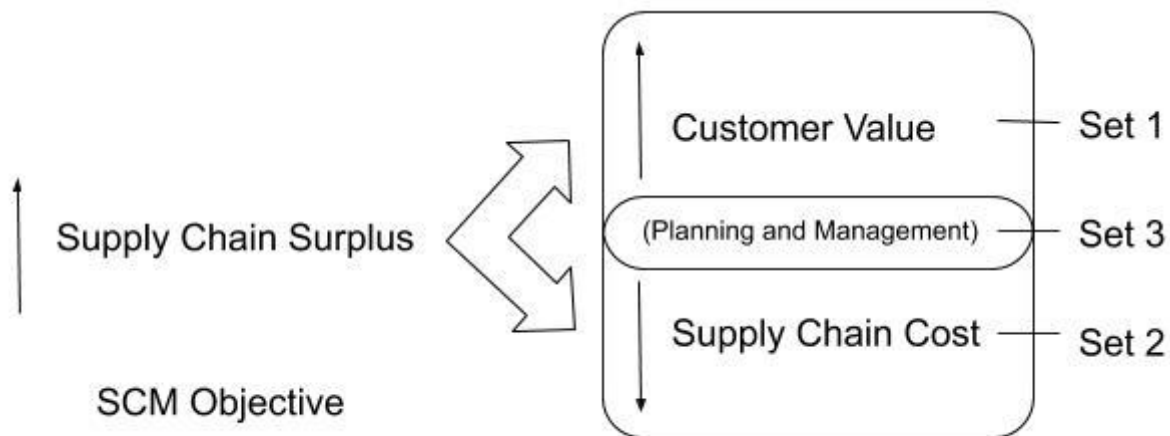 Customer Value
Set 1
Supply Chain Surplus
(Planning and Management)
Set 3
Supply Chain Cost
Set 2
SCM Objective